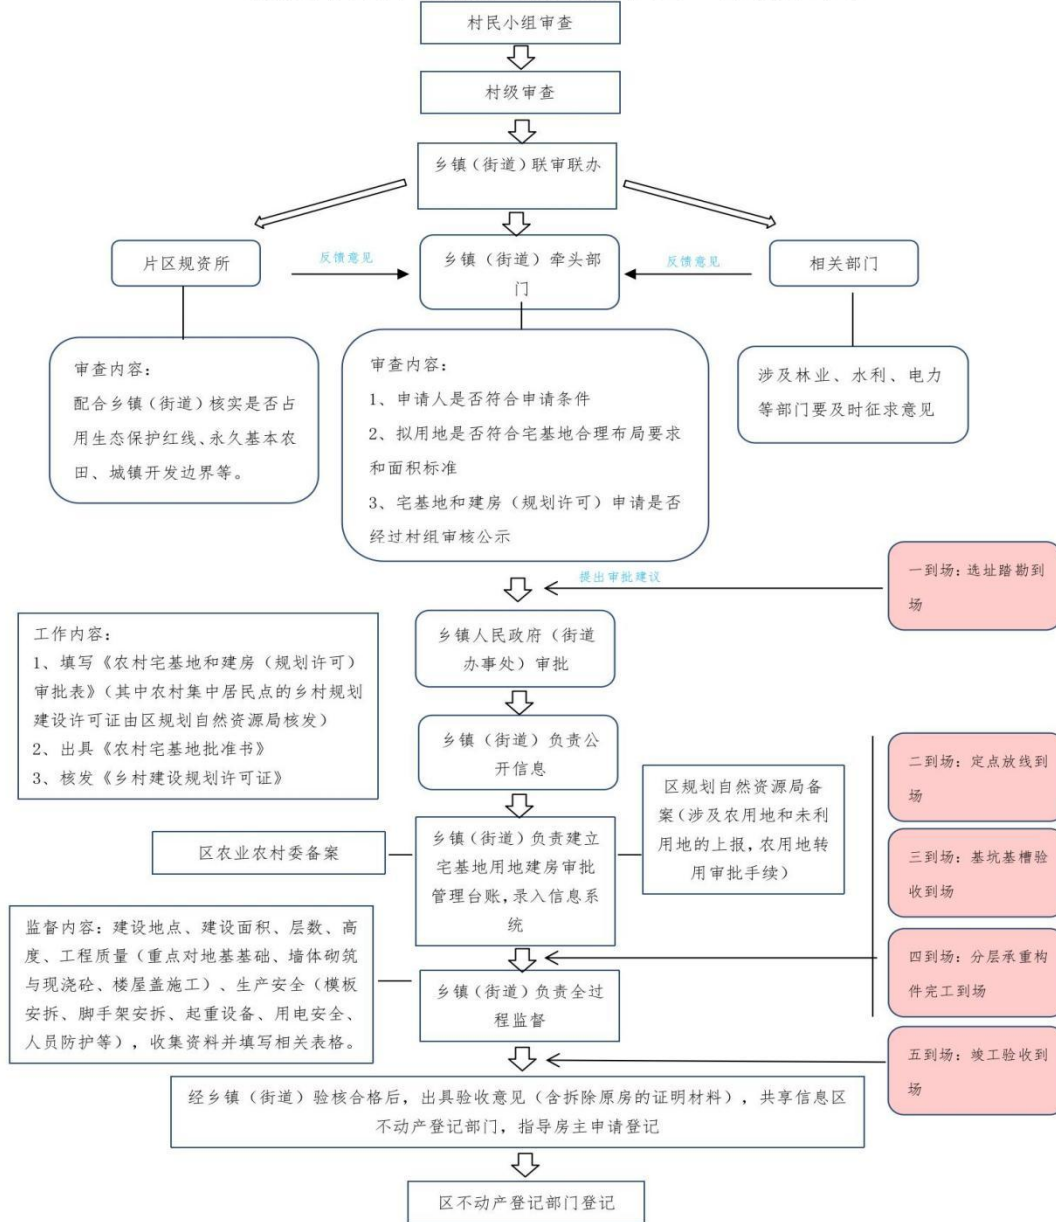 村民小组审查
村级审查
乡镇（街道）联审联办
片区规资所
反馈意见
乡镇（街道）牵头部
门
反馈意见
相关部门
审查内容：
配合乡镇（街道）核实是否占
用生态保护红线、永久基本农
田、城镇开发边界等。
审查内容：
1、申请人是否符合申请条件
2、拟用地是否符合宅基地合理布局要求
和面积标准
3、宅基地和建房（规划许可）申请是否
经过村组审核公示
涉及林业、水利、电力
等部门要及时征求意见
提出审批建议
一到场：选址踏勘到
场
乡镇人民政府（街道
办事处）审批
工作内容：
1、填写《农村宅基地和建房（规划许可）
审批表》（其中农村集中居民点的乡村规划
建设许可证由区规划自然资源局核发）
2、出具《农村宅基地批准书》
3、核发《乡村建设规划许可证》
乡镇（街道）负责公
开信息
二到场：定点放线到
场
区规划自然资源局备
案（涉及农用地和未利
用地的上报，农用地转
用审批手续）
区农业农村委备案
乡镇（街道）负责建立
宅基地用地建房审批
管理台账，录入信息系
统
三到场：基坑基槽验
收到场
监督内容：建设地点、建设面积、层数、高
度、工程质量（重点对地基基础、墙体砌筑
与现浇砼、楼屋盖施工）、生产安全（模板
安拆、脚手架安拆、起重设备、用电安全、
人员防护等），收集资料并填写相关表格。
乡镇（街道）负责全过
程监督
四到场：分层承重构
件完工到场
五到场：竣工验收到
场
经乡镇（街道）验核合格后，出具验收意见（含拆除原房的证明材料），共享信息区
不动产登记部门，指导房主申请登记
区不动产登记部门登记